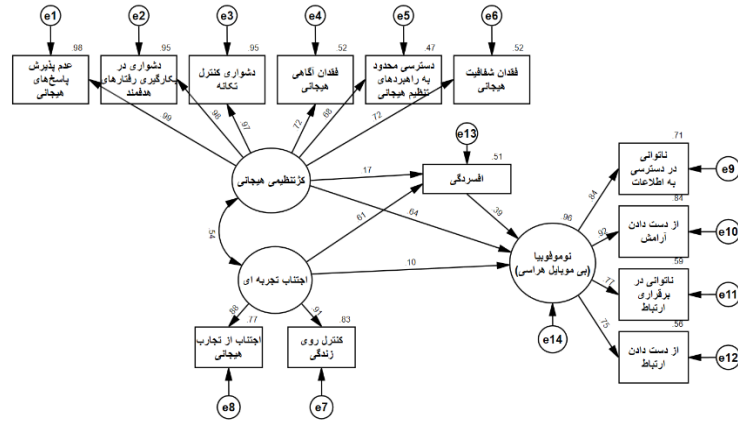 e1
e2
e3
e4
e5
e6
.98
.95
.95
.52
.47
.52
عدم پذیرش
پاسخ‌های
هیجانی
دشواری در
بکارگیری رفتارهای
هدفمند
دشواری کنترل
تکانه
فقدان آگاهی
هیجانی
دسترسی محدود
به راهبردهای
تنظیم هیجانی
فقدان شفافیت
هیجانی
.99
.98
.97
.72
.68
.72
e13
.51
افسردگی
کژتنظیمی هیجانی
.17
.64
.39
.61
.54
.10
اجتناب تجربه ای
.96
نوموفوبیا
(بی موبایل هراسی)
e14
.84
.92
.77
.75
.71
ناتوانی
در دسترسی
به اطلاعات
e9
.84
از دست دادن
آرامش
e10
.59
ناتوانی در
برقراری
ارتباط
e11
.56
از دست دادن
ارتباط
e12
.88
.91
.77
اجتناب از تجارب
هیجانی
.83
کنترل روی
زندگی
e8
e7